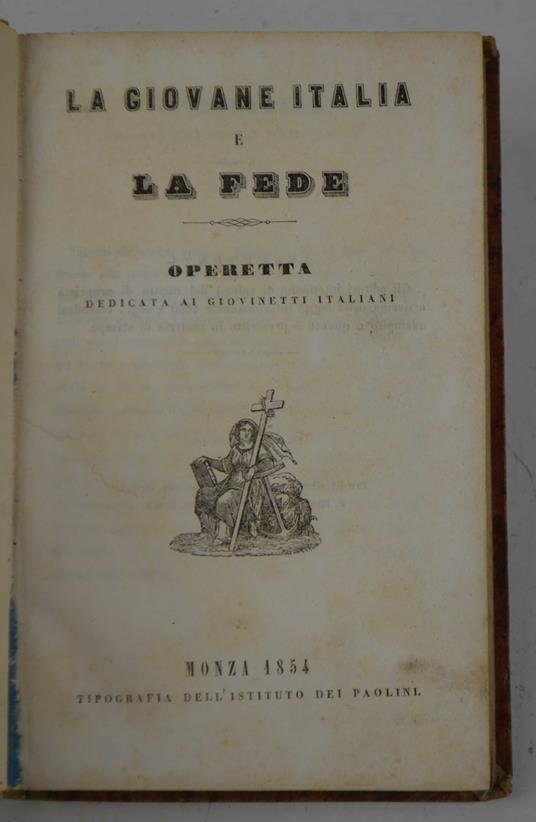 LA GIOVANE ITALIA
E
LA FEDE
OPERETTA
DEDICATA AI GIOVINETTI ITALIANI
MONZA 1854
TIPOGRAFIA DELL'ISTITUTO DEI PAOLINI.